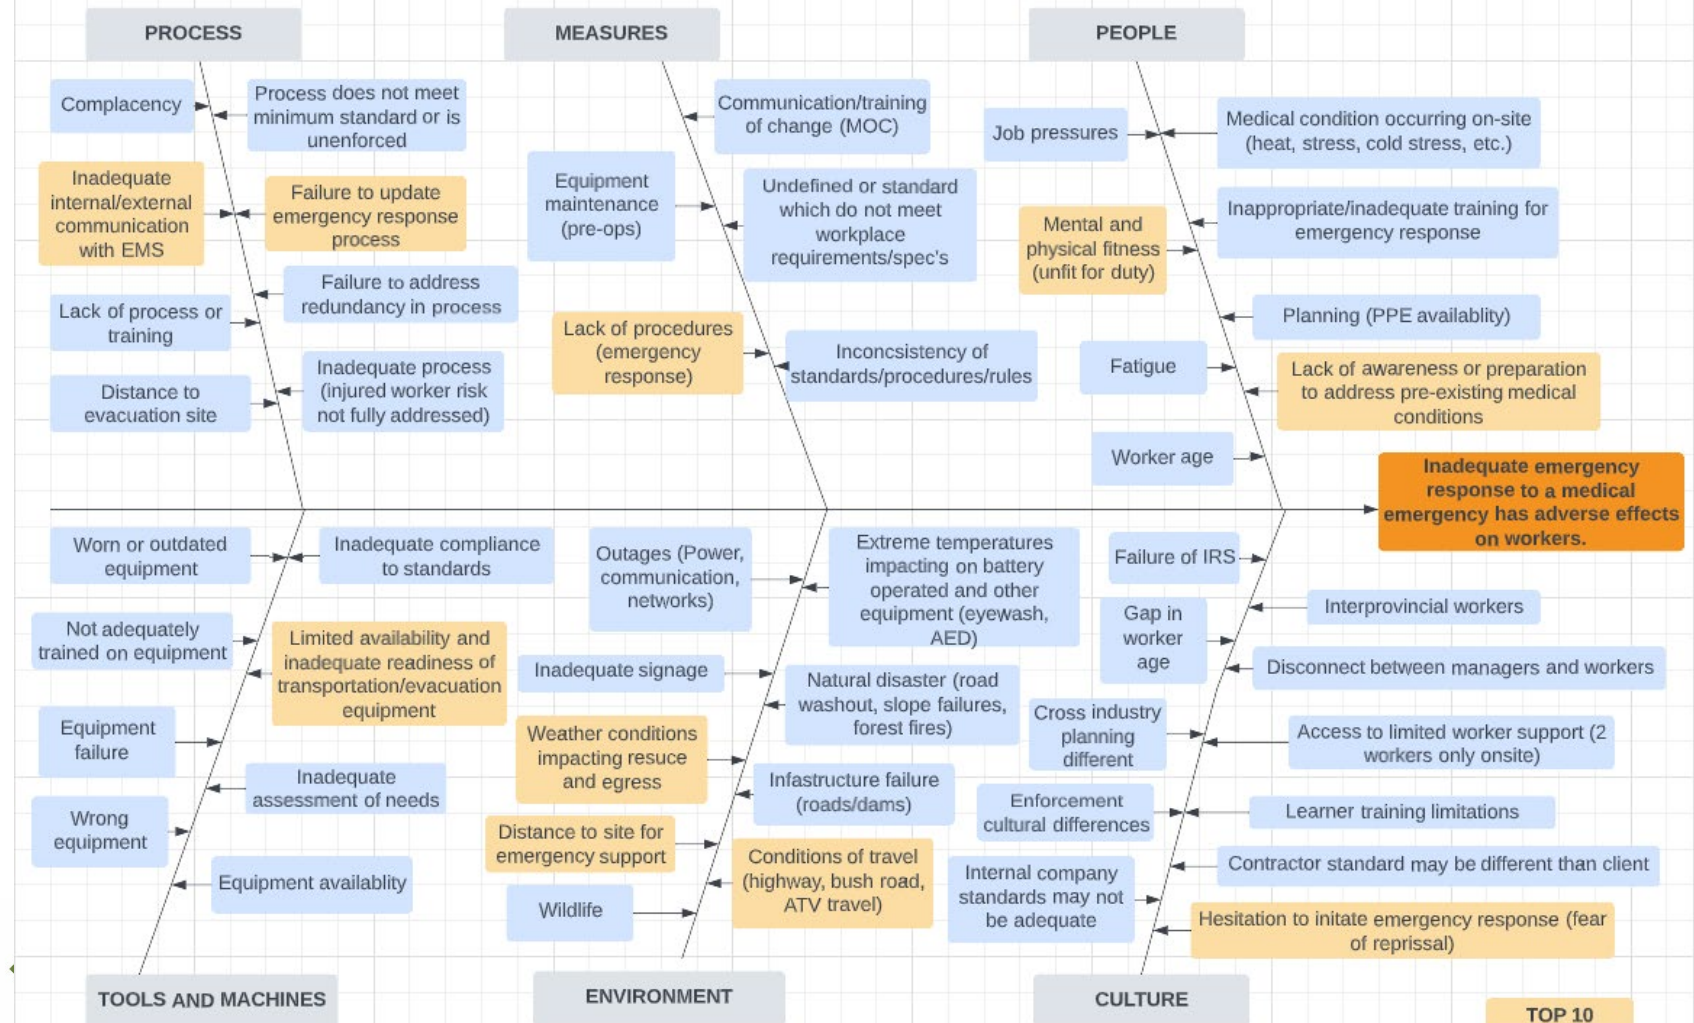 PROCESS
MEASURES
PEOPLE
Complacency
Process does not meet
minimum standard or is
unenforced
Inadequate
internal/external
communication
with EMS
Failure to update
emergency response
process
Failure to address
redundancy in process
Lack of process or
training
Inadequate process
(injured worker risk
not fully addressed)
Distance to
evacuation site
Communication/training
of change (MOC)
Equipment
maintenance
(pre-ops)
Undefined or standard
which do not meet
workplace
requirements/spec's
Lack of procedures
(emergency
response)
Inconcsistency of
standards/procedures/rules
Job pressures
Medical condition occurring on-site
(heat, stress, cold stress, etc.)
Inappropriate/inadequate training for
emergency response
Mental and
physical fitness
(unfit for duty)
Planning (PPE availablity)
Fatigue
Lack of awareness or preparation
to address pre-existing medical
conditions
Worker age
Inadequate emergency
response to a medical
emergency has adverse effects
on workers.
Worn or outdated
equipment
Inadequate compliance
to standards
Not adequately
trained on equipment
Limited availability and
inadequate readiness of
transportation/evacuation
equipment
Equipment
failure
Inadequate
assessment of needs
Wrong
equipment
Equipment availablity
Outages (Power,
communication,
networks)
Extreme temperatures
impacting on battery
operated and other
equipment (eyewash,
AED)
Inadequate signage
Natural disaster (road
washout, slope failures,
forest fires)
Weather conditions
impacting resuce
and egress
Infastructure failure
(roads/dams)
Distance to site for
emergency support
Conditions of travel
(highway, bush road,
ATV travel)
Wildlife
Failure of IRS
Interprovincial workers
Gap in
worker
age
Disconnect between managers and workers
Cross industry
planning
different
Access to limited worker support (2
workers only onsite)
Enforcement
cultural differences
Learner training limitations
Contractor standard may be different than client
Internal company
standards may not
be adequate
Hesitation to initate emergency response (fear
of reprissal)
TOOLS AND MACHINES
ENVIRONMENT
CULTURE
TOP 10